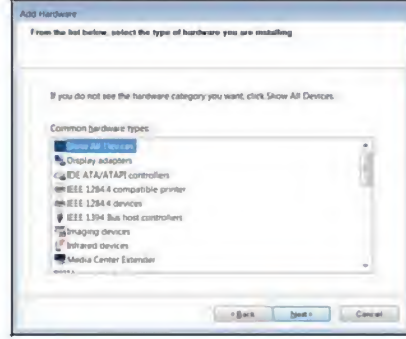 Add Hardware
From the list below, select the type of hardware you are installing
If you do not see the hardware category you want, click Show All Devices.
Common hardware types:
Show All Devices
Display adapters
IDE ATA/ATAPI controllers
IEEE 1284.4 compatible printer
IEEE 1284.4 devices
IEEE 1394 Bus host controllers
Imaging devices
Infrared devices
Media Center Extender
< Back Next > Cancel